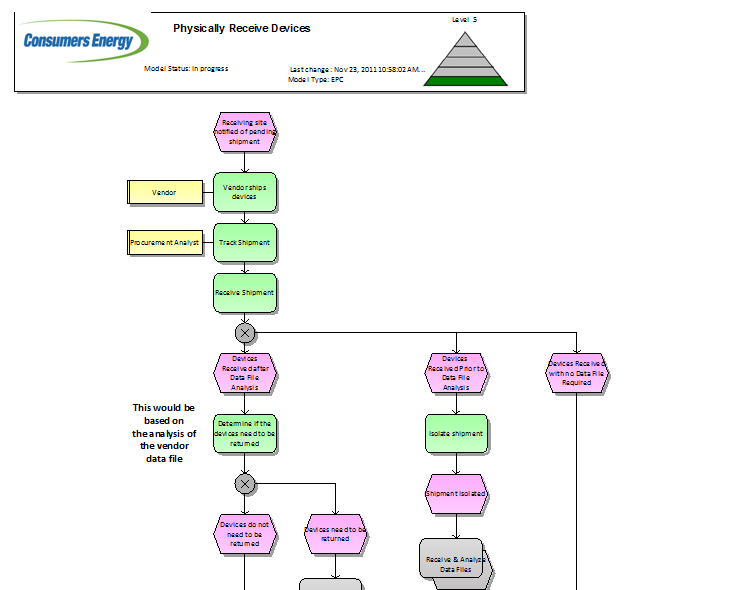 Consumers Energy
Physically Receive Devices
Level 5
Model Status: In progress
Last change: Nov 23, 2011 10:58:02 AM...
Model Type: EPC
Receiving site
notified of pending
shipment
Vendor
Vendor ships
devices
Procurement Analyst
Track Shipment
Receive Shipment
Devices
Received after
Data File
Analysis
Devices
Received Prior to
Data File
Analysis
Devices Received
with no Data File
Required
This would be
based on
the analysis of
the vendor
data file
Determine if the
devices need to be
returned
Isolate shipment
Shipment Isolated
Devices do not
need to be
returned
Devices need to be
returned
Receive & Analyze
Data Files